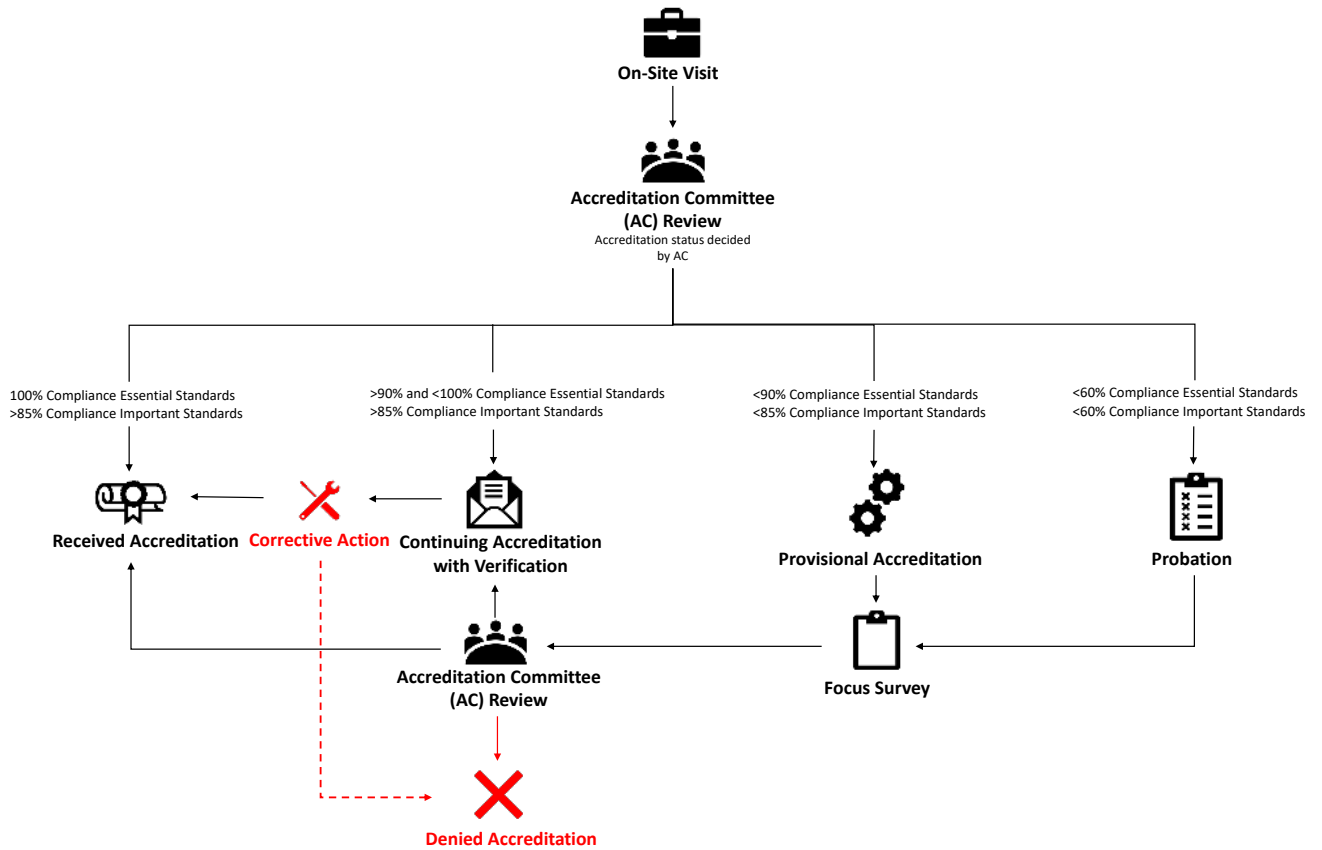 On-Site Visit
Accreditation Committee
(AC) Review
Accreditation status decided
by AC
100% Compliance Essential Standards
>85% Compliance Important Standards
>90% and <100% Compliance Essential Standards
>85% Compliance Important Standards
<90% Compliance Essential Standards
<85% Compliance Important Standards
<60% Compliance Essential Standards
<60% Compliance Important Standards
Received Accreditation
Corrective Action
Continuing Accreditation
with Verification
Provisional Accreditation
Probation
Accreditation Committee
(AC) Review
Focus Survey
Denied Accreditation